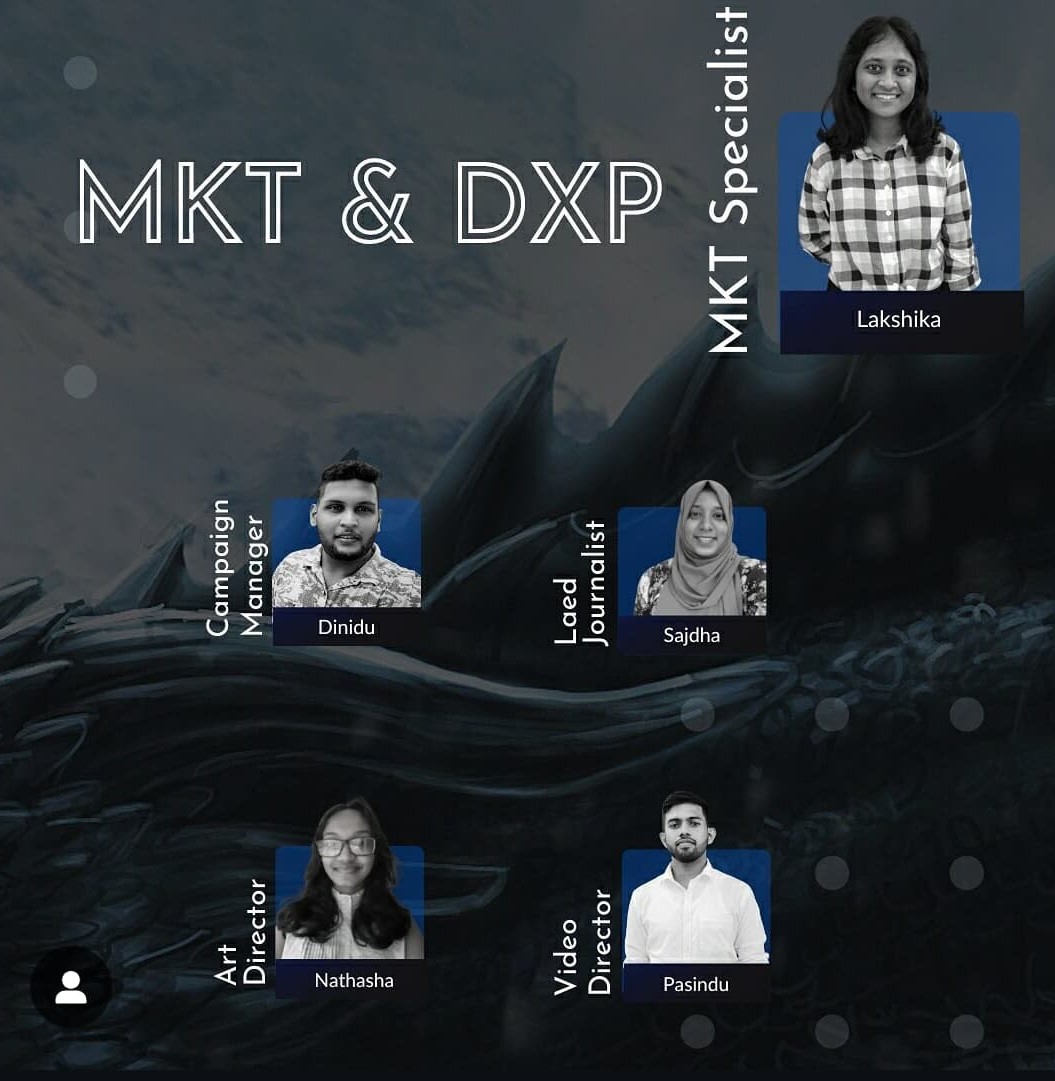 MKT & DXP
MKT Specialist
Lakshika
Campaign
Manager
Dinidu
Laed
Journalist
Sajdha
Art
Director
Nathasha
Video
Director
Pasindu